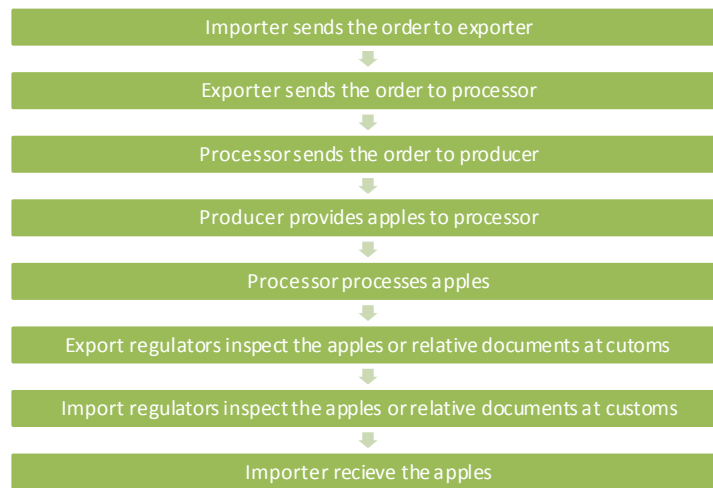 Importer sends the order to exporter
Exporter sends the order to processor
Processor sends the order to producer
Producer provides apples to processor
Processor processes apples
Export regulators inspect the apples or relative documents at cutoms
Import regulators inspect the apples or relative documents at customs
Importer recieve the apples